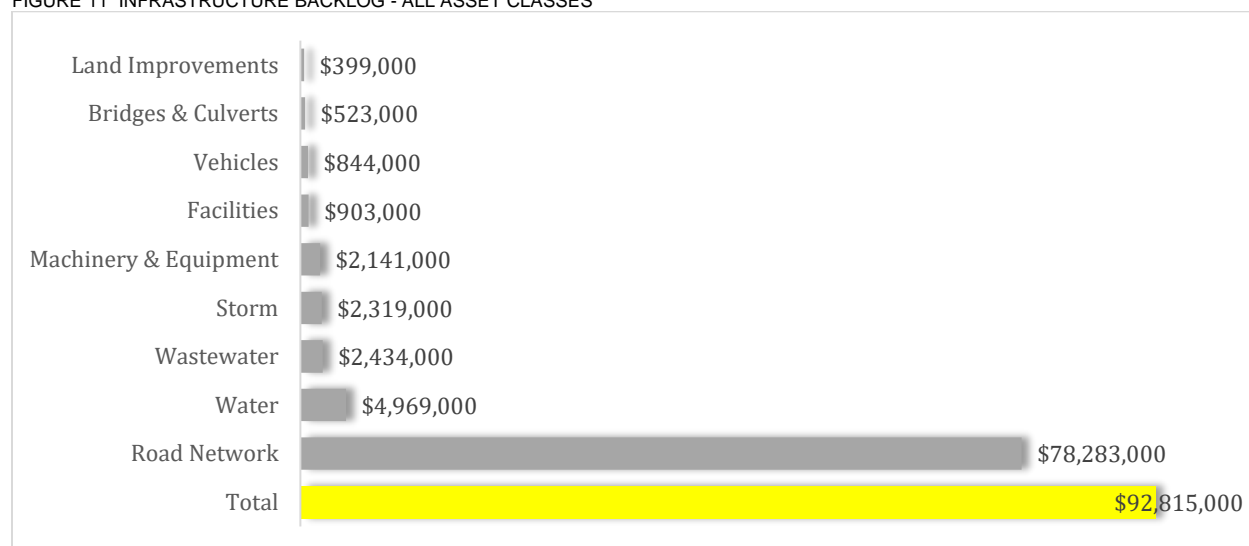 FIGURE 11 INFRASTRUCTURE BACKLOG - ALL ASSET CLASSES
Land Improvements $399,000
Bridges & Culverts $523,000
Vehicles $844,000
Facilities $903,000
Machinery & Equipment $2,141,000
Storm $2,319,000
Wastewater $2,434,000
Water $4,969,000
Road Network $78,283,000
Total $92,815,000